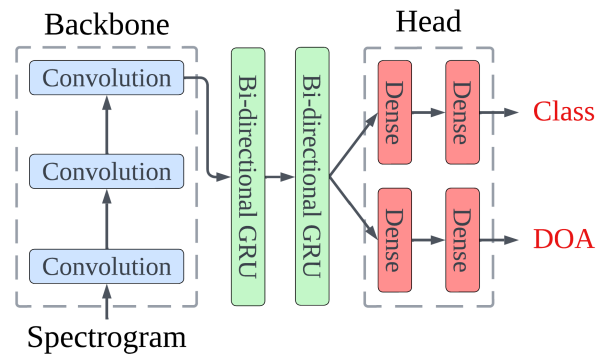 Backbone
Head
Convolution
Convolution
Convolution
Spectrogram
Bi-directional GRU
Bi-directional GRU
Dense
Dense
Class
Dense
Dense
DOA